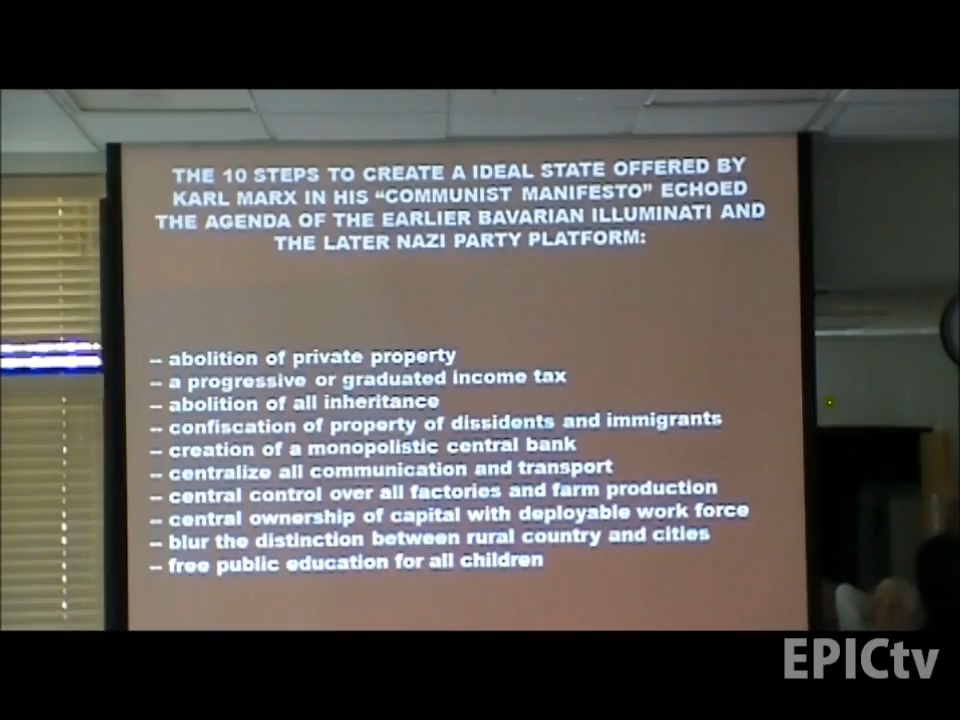 THE 10 STEPS TO CREATE A IDEAL STATE OFFERED BY
KARL MARX IN HIS “COMMUNIST MANIFESTO” ECHOED
THE AGENDA OF THE EARLIER BAVARIAN ILLUMINATI AND
THE LATER NAZI PARTY PLATFORM:
-- abolition of private property
-- a progressive or graduated income tax
-- abolition of all inheritance
-- confiscation of property of dissidents and immigrants
-- creation of a monopolistic central bank
-- centralize all communication and transport
-- central control over all factories and farm production
-- central ownership of capital with deployable work force
-- blur the distinction between rural country and cities
-- free public education for all children
EPICtv